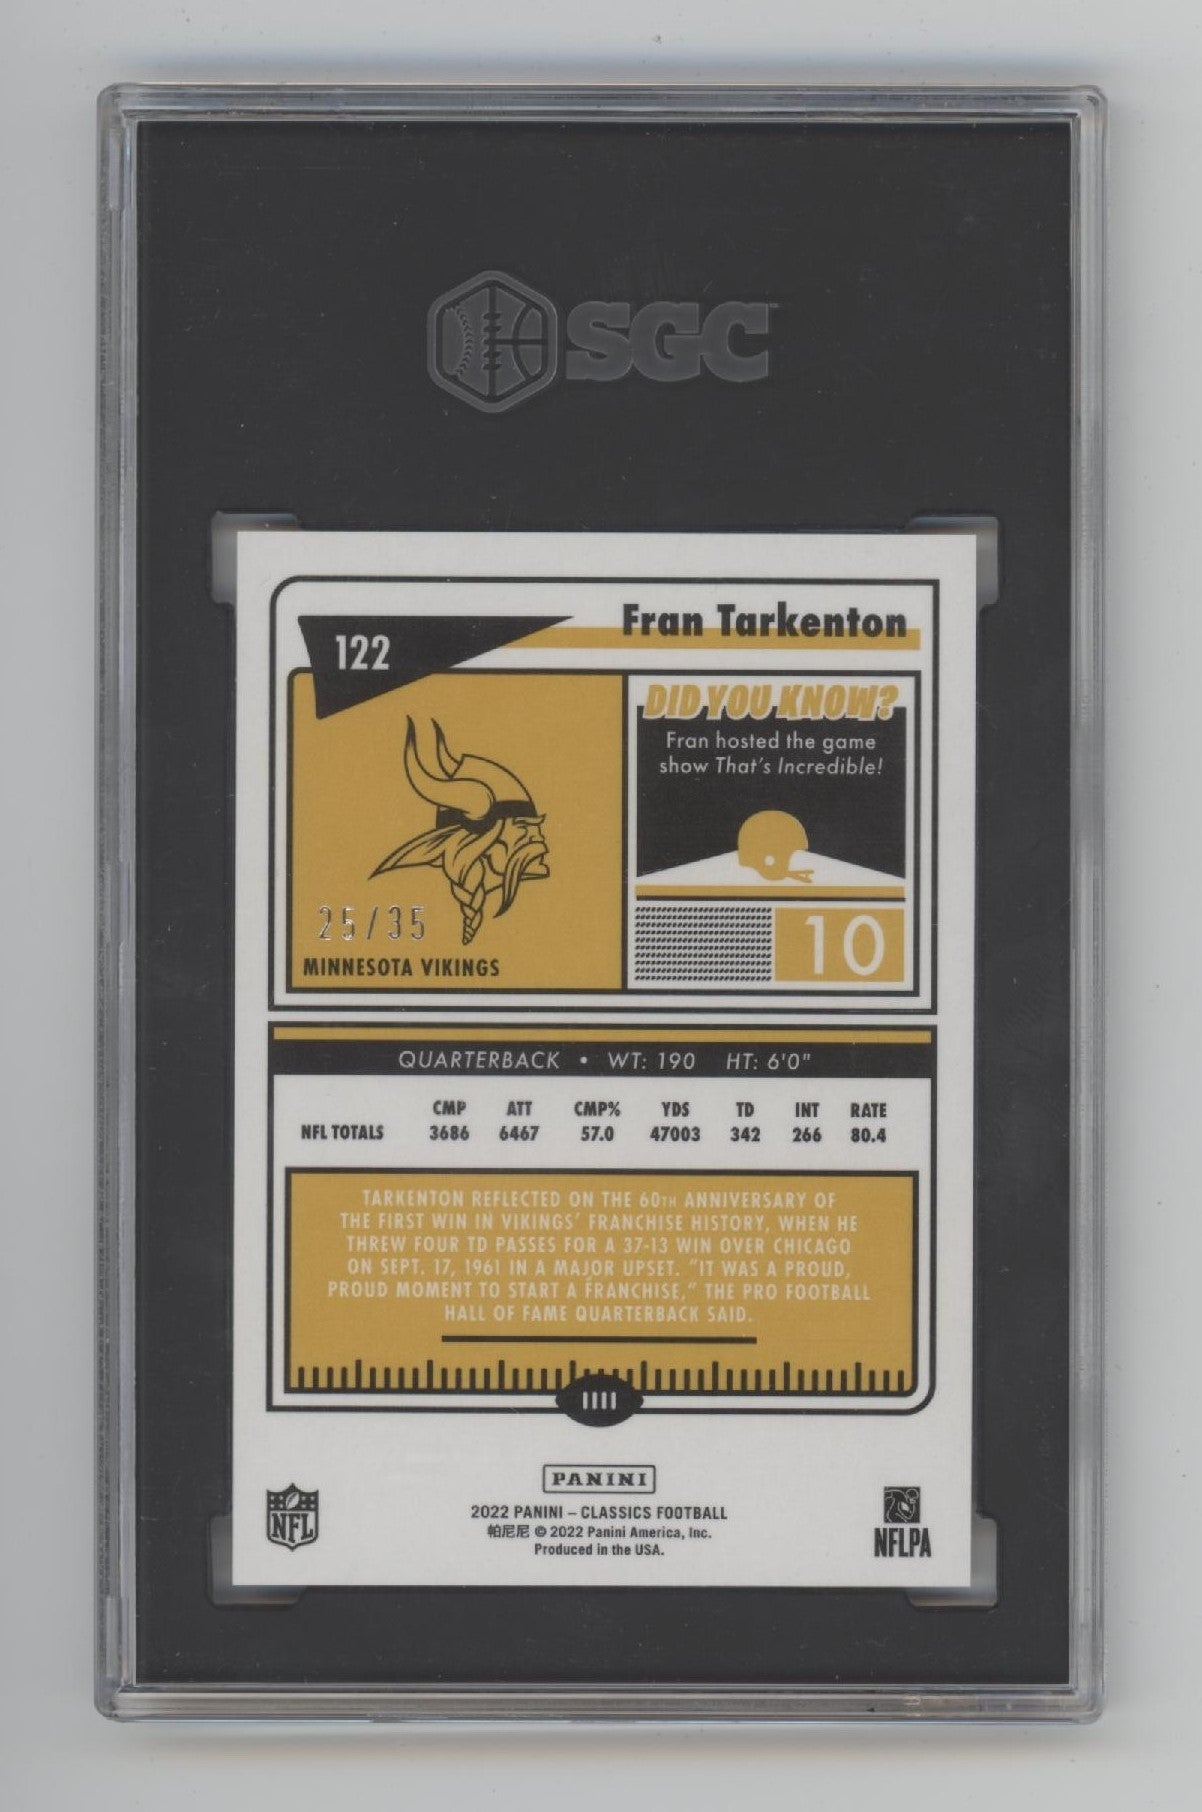 SGC
122
Fran Tarkenton
DID YOU KNOW?
Fran hosted the game
show That's Incredible!
25/35
MINNESOTA VIKINGS
10
QUARTERBACK • WT: 190 HT: 6'0"
CMP ATT CMP% YDS TD INT RATE
NFL TOTALS 3686 6467 57.0 47003 342 266 80.4
TARKENTON REFLECTED ON THE 60TH ANNIVERSARY OF
THE FIRST WIN IN VIKINGS' FRANCHISE HISTORY, WHEN HE
THREW FOUR TD PASSES FOR A 37-13 WIN OVER CHICAGO
ON SEPT. 17, 1961 IN A MAJOR UPSET. "IT WAS A PROUD,
PROUD MOMENT TO START A FRANCHISE," THE PRO FOOTBALL
HALL OF FAME QUARTERBACK SAID.
PANINI
2022 PANINI – CLASSICS FOOTBALL
帕尼尼 © 2022 Panini America, Inc.
Produced in the USA.
NFL
NFLPA